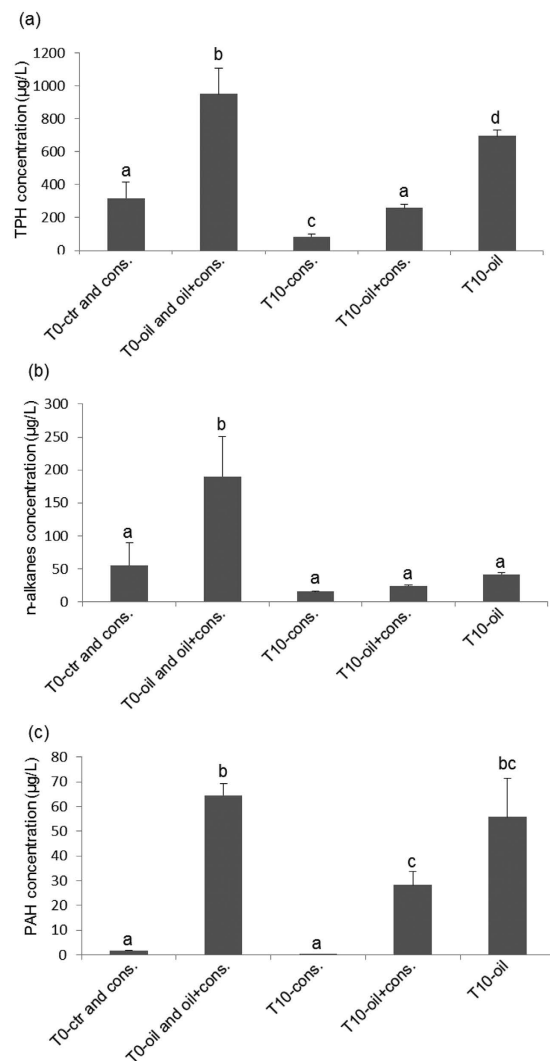 (a)
TPH concentration (µg/L)
1200
1000
800
600
400
200
0
a
b
c
a
d
T0-ctr and cons.
T0-oil and oil+cons.
T10-cons.
T10-oil+cons.
T10-oil
(b)
n-alkanes concentration (µg/L)
300
250
200
150
100
50
0
a
b
a
a
a
T0-ctr and cons.
T0-oil and oil+cons.
T10-cons.
T10-oil+cons.
T10-oil
(c)
PAH concentration (µg/L)
80
70
60
50
40
30
20
10
0
a
b
a
c
bc
T0-ctr and cons.
T0-oil and oil+cons.
T10-cons.
T10-oil+cons.
T10-oil